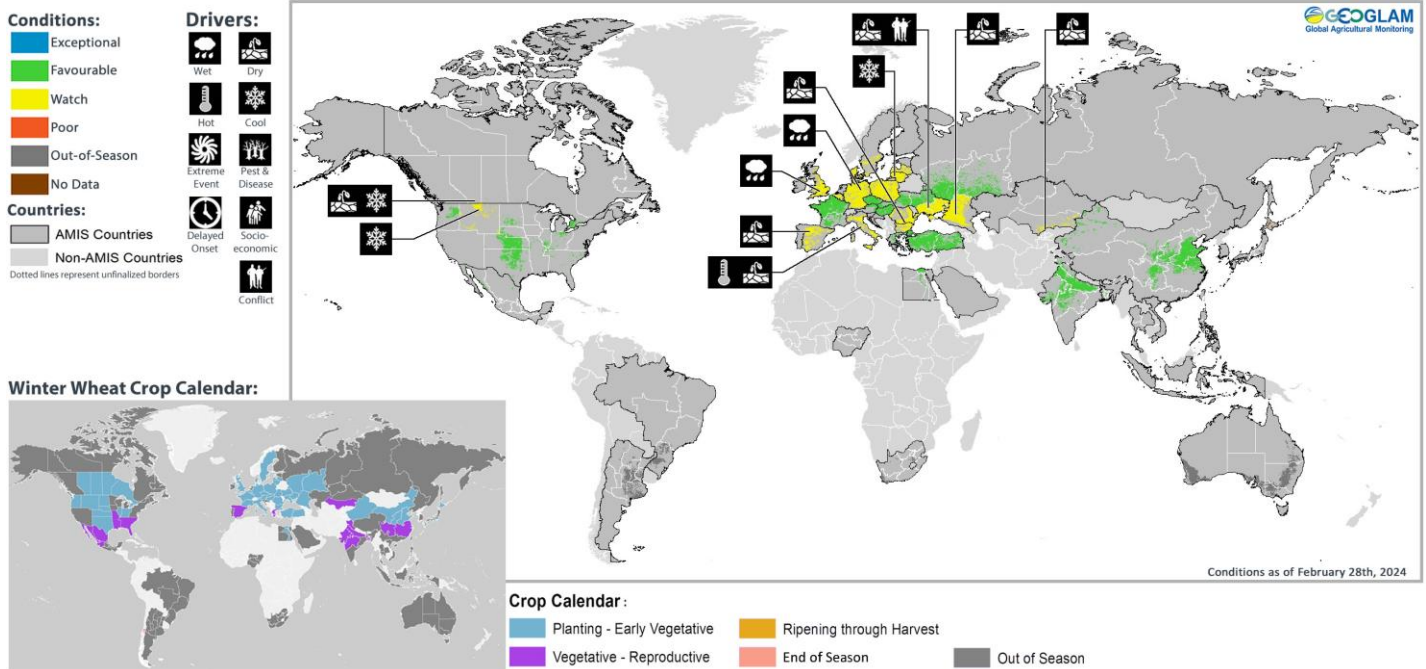 Conditions:
Exceptional
Favourable
Watch
Poor
Out-of-Season
No Data
Countries:
AMIS Countries
Non-AMIS Countries
Dotted lines represent unfinalized borders
Drivers:
Wet
Dry
Hot
Cool
Extreme Event
Pest & Disease
Delayed Onset
Socio-economic
Conflict
GEOGLAM
Global Agricultural Monitoring
Conditions as of February 28th, 2024
Winter Wheat Crop Calendar:
Crop Calendar :
Planting - Early Vegetative
Ripening through Harvest
Vegetative - Reproductive
End of Season
Out of Season